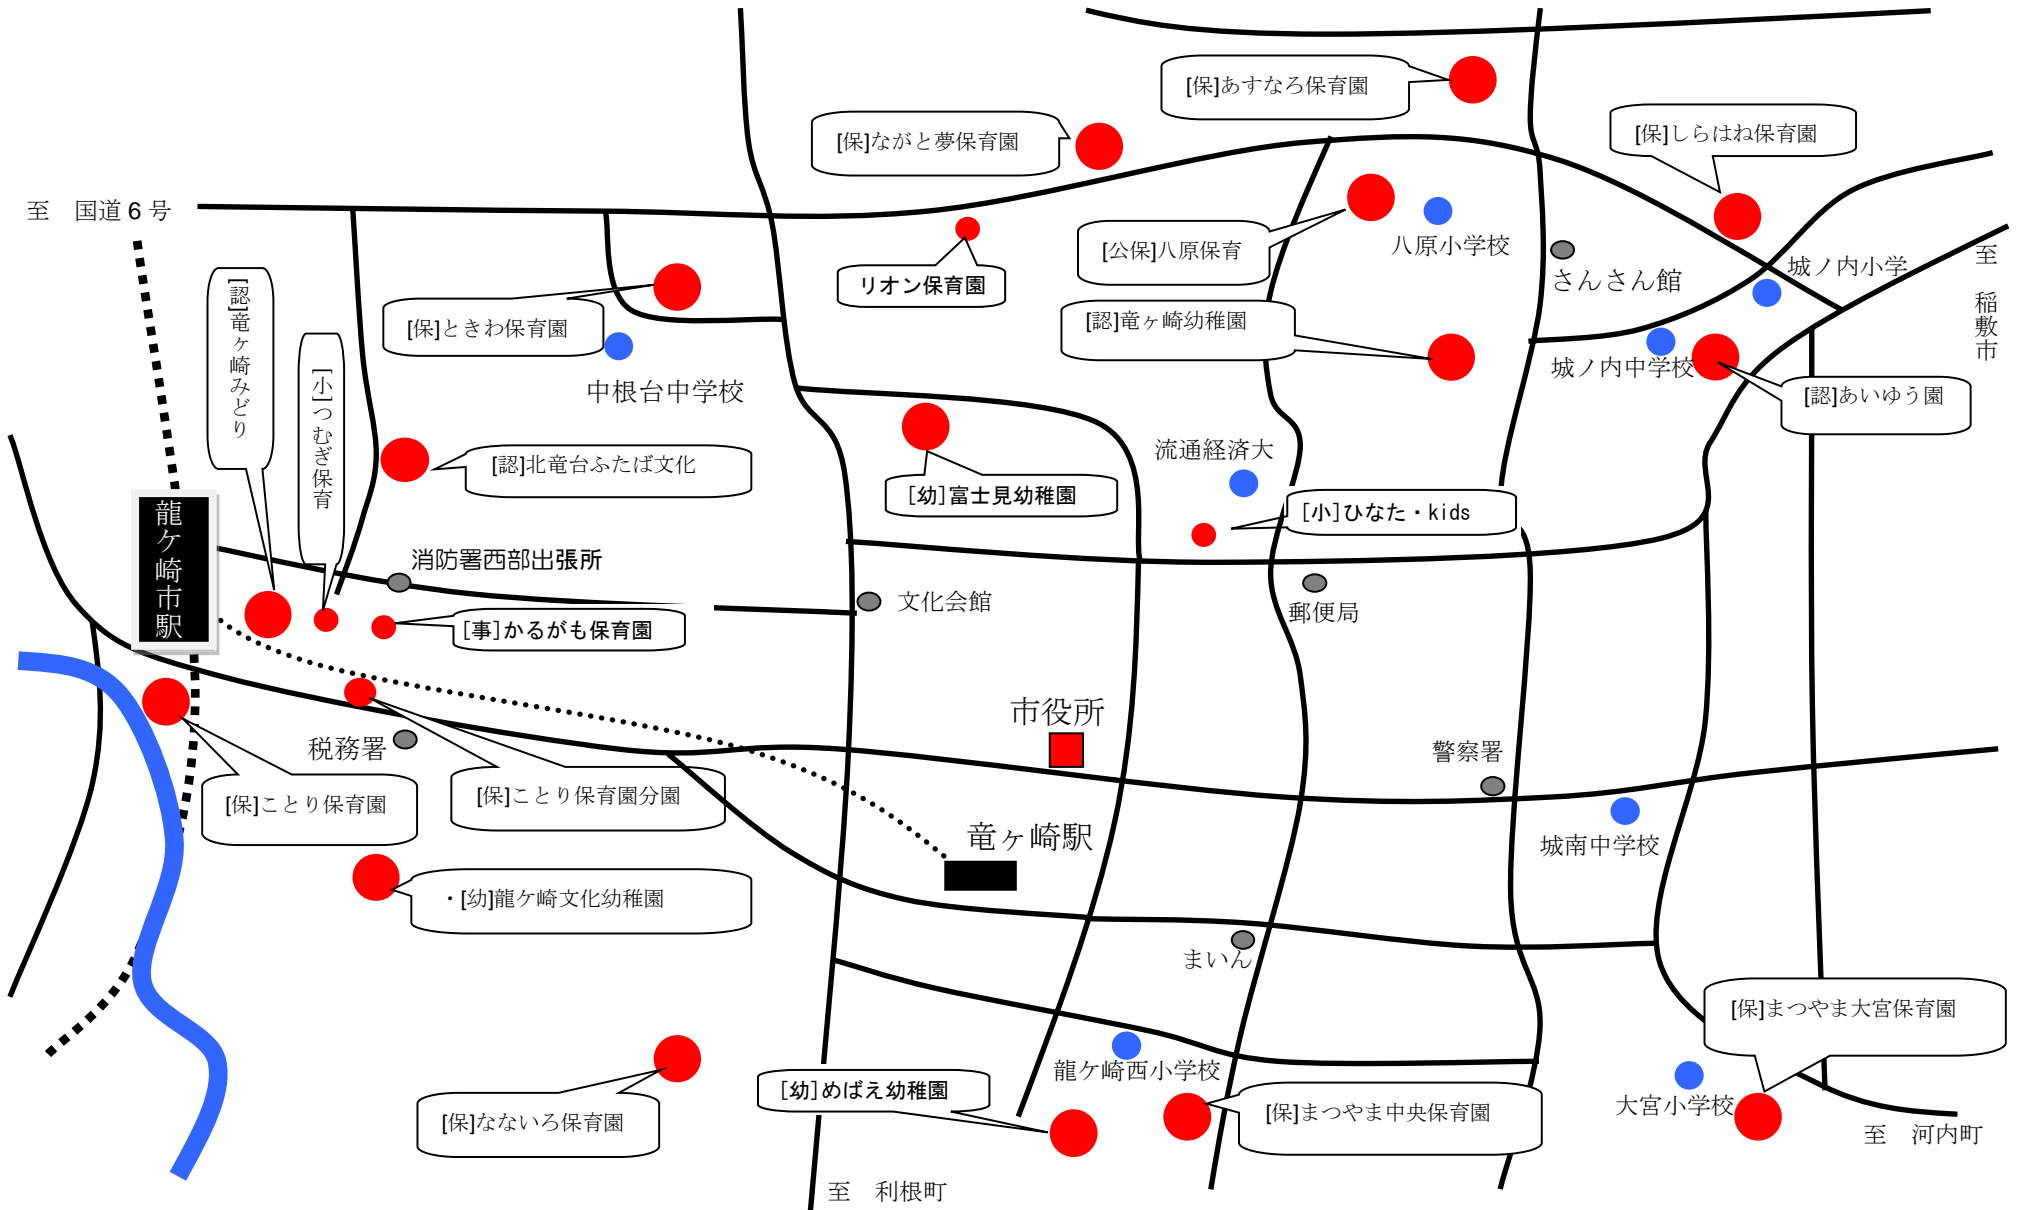 [保]あすなろ保育園
[保]ながと夢保育園
[保]しらはね保育園
至　国道６号
[公保]八原保育
八原小学校
さんさん館
城ノ内小学
至　稲敷市
リオン保育園
[認]竜ヶ崎みどり
[小]つむぎ保育
[保]ときわ保育園
中根台中学校
[認]竜ヶ崎幼稚園
城ノ内中学校
[認]あいゆう園
[認]北竜台ふたば文化
[幼]富士見幼稚園
流通経済大
[小]ひなた・kids
龍ケ崎市駅
消防署西部出張所
文化会館
郵便局
[事]かるがも保育園
市役所
税務署
警察署
[保]ことり保育園
[保]ことり保育園分園
竜ヶ崎駅
城南中学校
・[幼]龍ケ崎文化幼稚園
まいん
[保]まつやま大宮保育園
龍ケ崎西小学校
[幼]めばえ幼稚園
[保]なないろ保育園
[保]まつやま中央保育園
大宮小学校
至　河内町
至　利根町